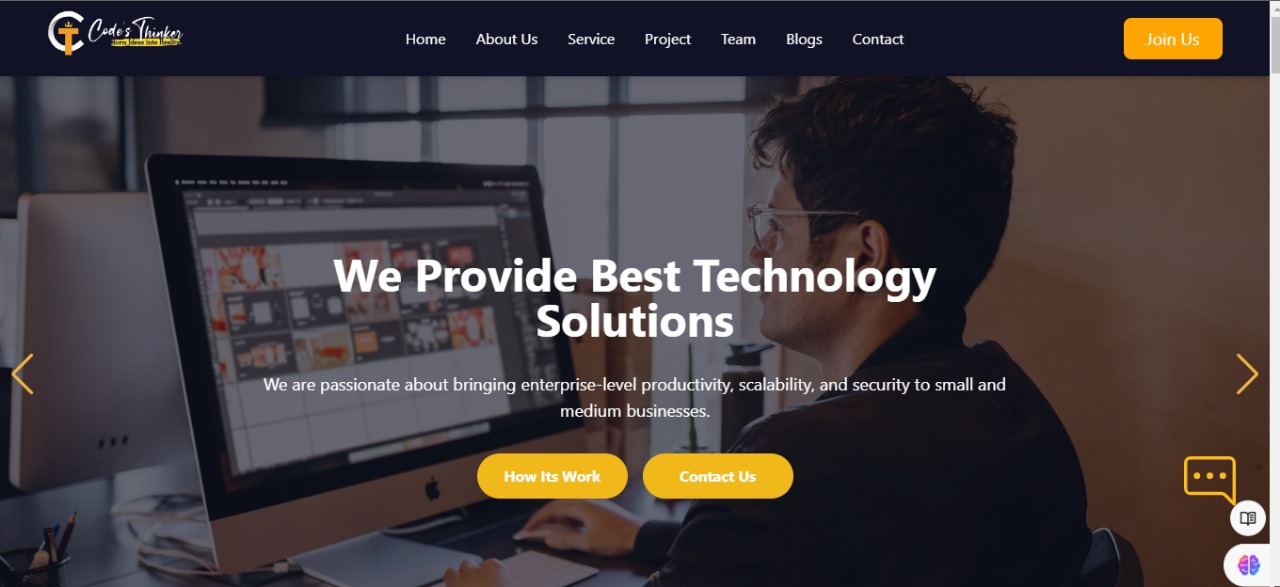 Code's Thinker
Turn Ideas into Reality
Home About Us Service Project Team Blogs Contact Join Us
We Provide Best Technology
Solutions
We are passionate about bringing enterprise-level productivity, scalability, and security to small and
medium businesses.
How Its Work Contact Us